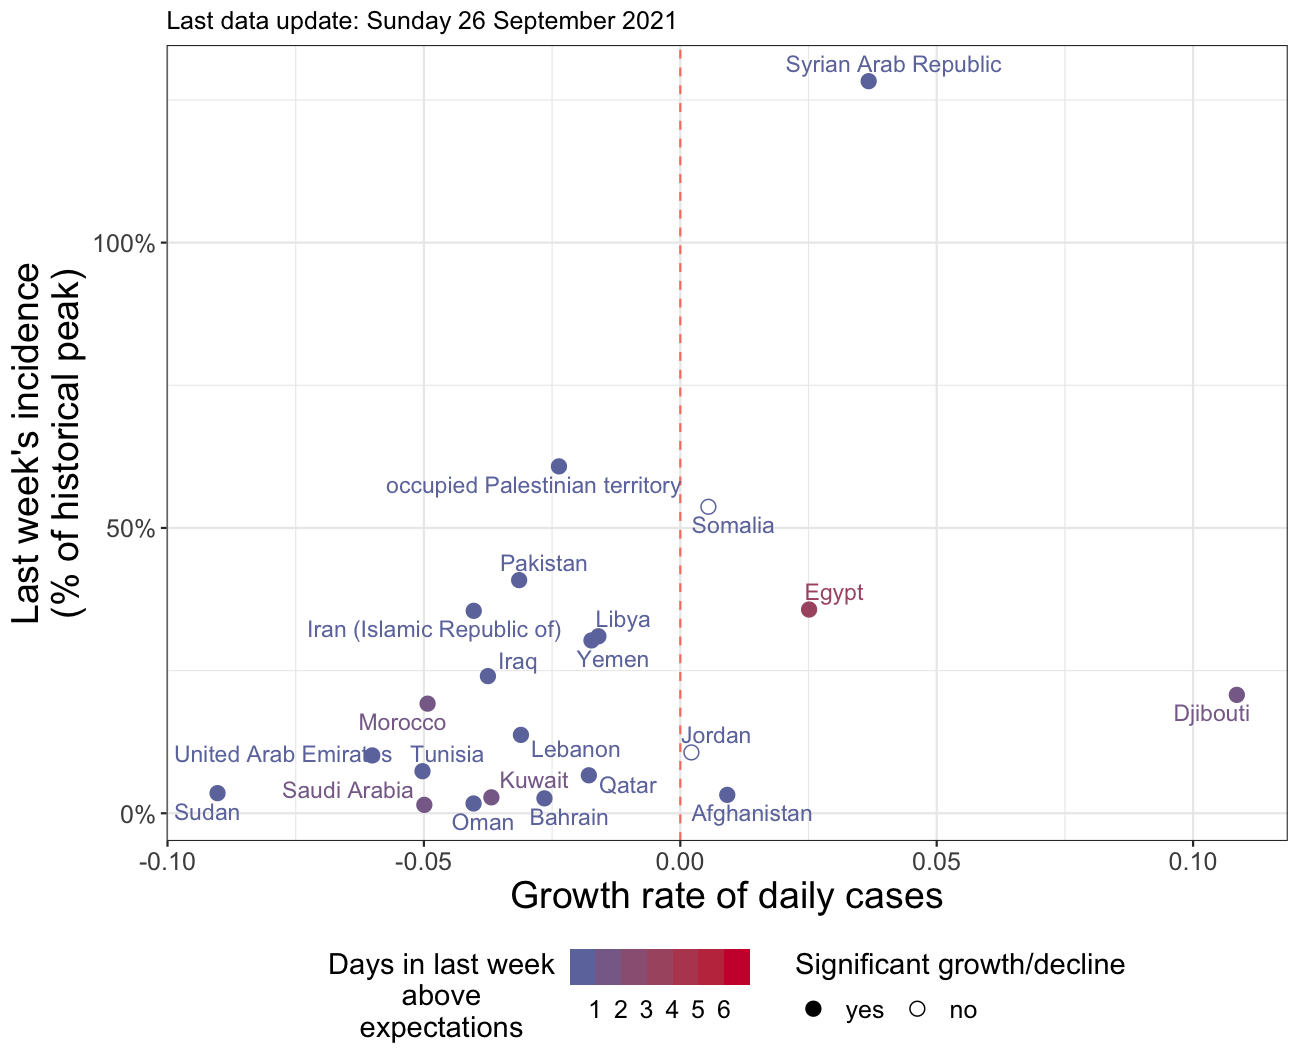 Last data update: Sunday 26 September 2021
Syrian Arab Republic
100%
Last week's incidence
(% of historical peak)
occupied Palestinian territory
50%
Somalia
Pakistan
Egypt
Libya
Iran (Islamic Republic of)
Yemen
Iraq
Djibouti
Morocco
Jordan
Lebanon
United Arab Emirates
Tunisia
Kuwait
Qatar
Saudi Arabia
Sudan
0%
Oman
Bahrain
Afghanistan
-0.10 -0.05 0.00 0.05 0.10
Growth rate of daily cases
Days in last week
above
expectations
1 2 3 4 5 6
Significant growth/decline
yes no